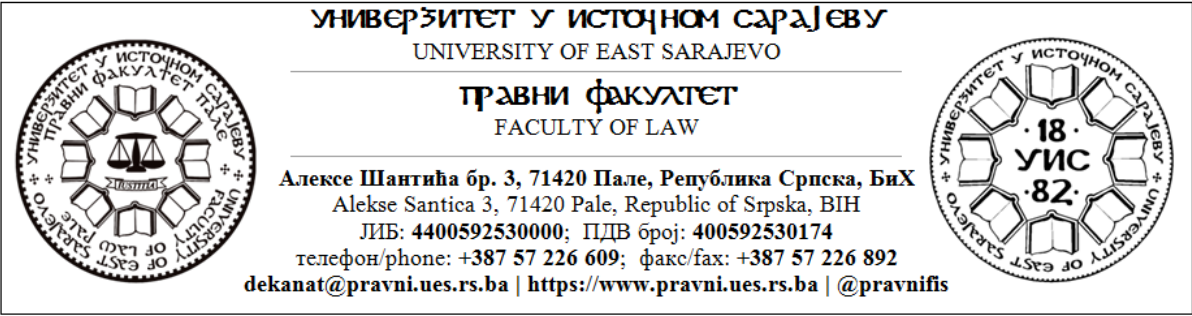 УНИВЕРЗИТЕТ У ИСТОЧНОМ САРАЈЕВУ
UNIVERSITY OF EAST SARAJEVO
ПРАВНИ ФАКУЛТЕТ
FACULTY OF LAW
Алексе Шантића бр. 3, 71420 Пале, Република Српска, БиХ
Alekse Santica 3, 71420 Pale, Republic of Srpska, BIH
ЈИБ: 4400592530000; ПДВ број: 400592530174
телефон/phone: +387 57 226 609; факс/fax: +387 57 226 892
dekanat@pravni.ues.rs.ba | https://www.pravni.ues.rs.ba | @pravnifis
УНИВЕРЗИТЕТ У ИСТОЧНОМ САРАЈЕВУ
ПРАВНИ ФАКУЛТЕТ ПАЛЕ
UNIVERSITY OF EAST SARAJEVO
FACULTY OF LAW PALE
IUSTITIA
УНИВЕРЗИТЕТ У ИСТОЧНОМ САРАЈЕВУ
UNIVERSITY OF EAST SARAJEVO
·18·
УИС
·82·